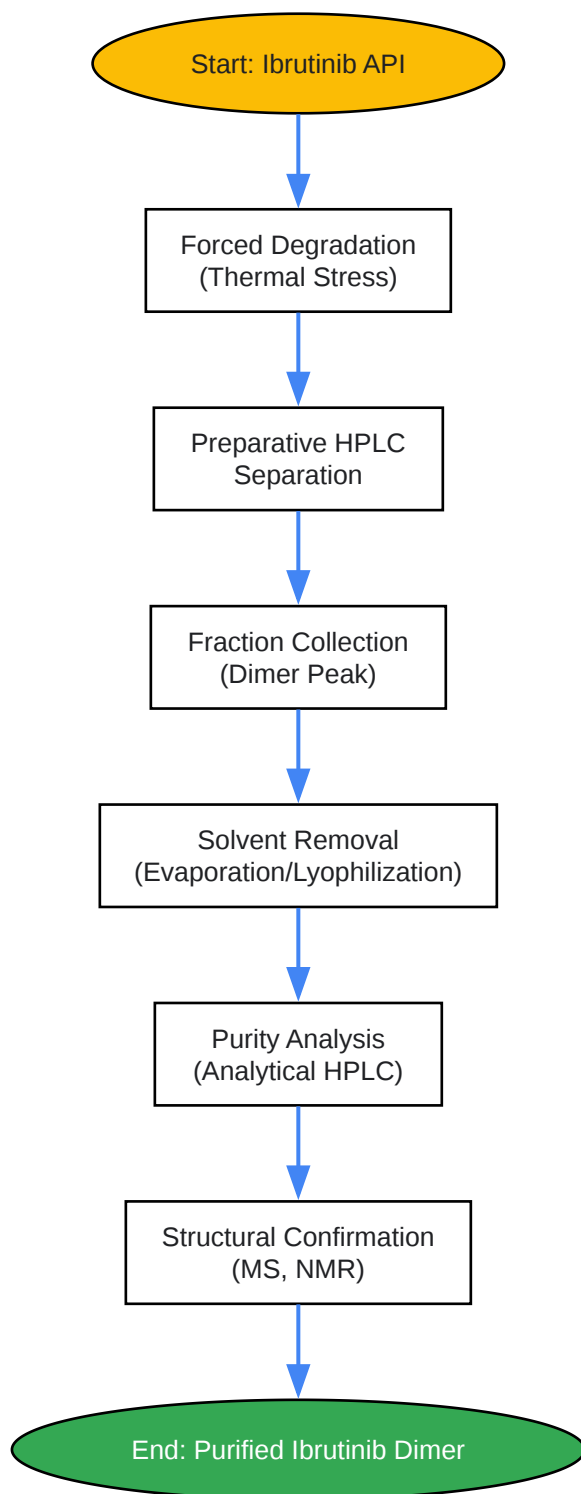 Start: Ibrutinib API
Forced Degradation
(Thermal Stress)
Preparative HPLC
Separation
Fraction Collection
(Dimer Peak)
Solvent Removal
(Evaporation/Lyophilization)
Purity Analysis
(Analytical HPLC)
Structural Confirmation
(MS, NMR)
End: Purified Ibrutinib Dimer